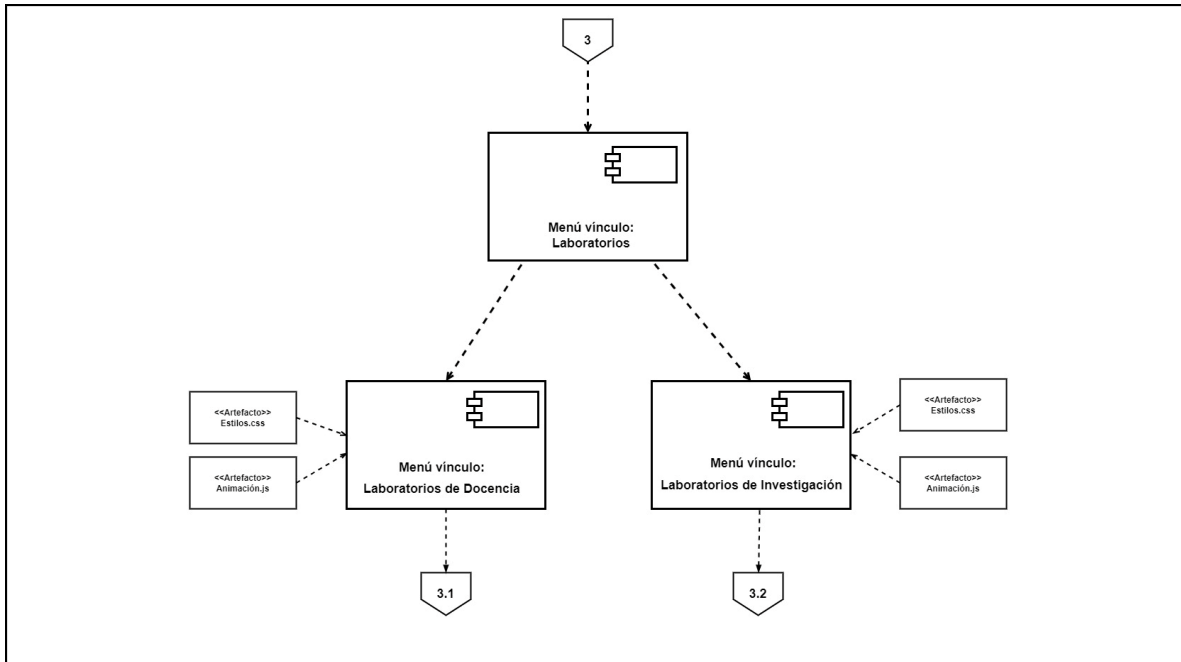 3
Menú vínculo:
Laboratorios
<<Artefacto>>
Estilos.css
<<Artefacto>>
Animación.js
Menú vínculo:
Laboratorios de Docencia
Menú vínculo:
Laboratorios de Investigación
<<Artefacto>>
Estilos.css
<<Artefacto>>
Animación.js
3.1
3.2